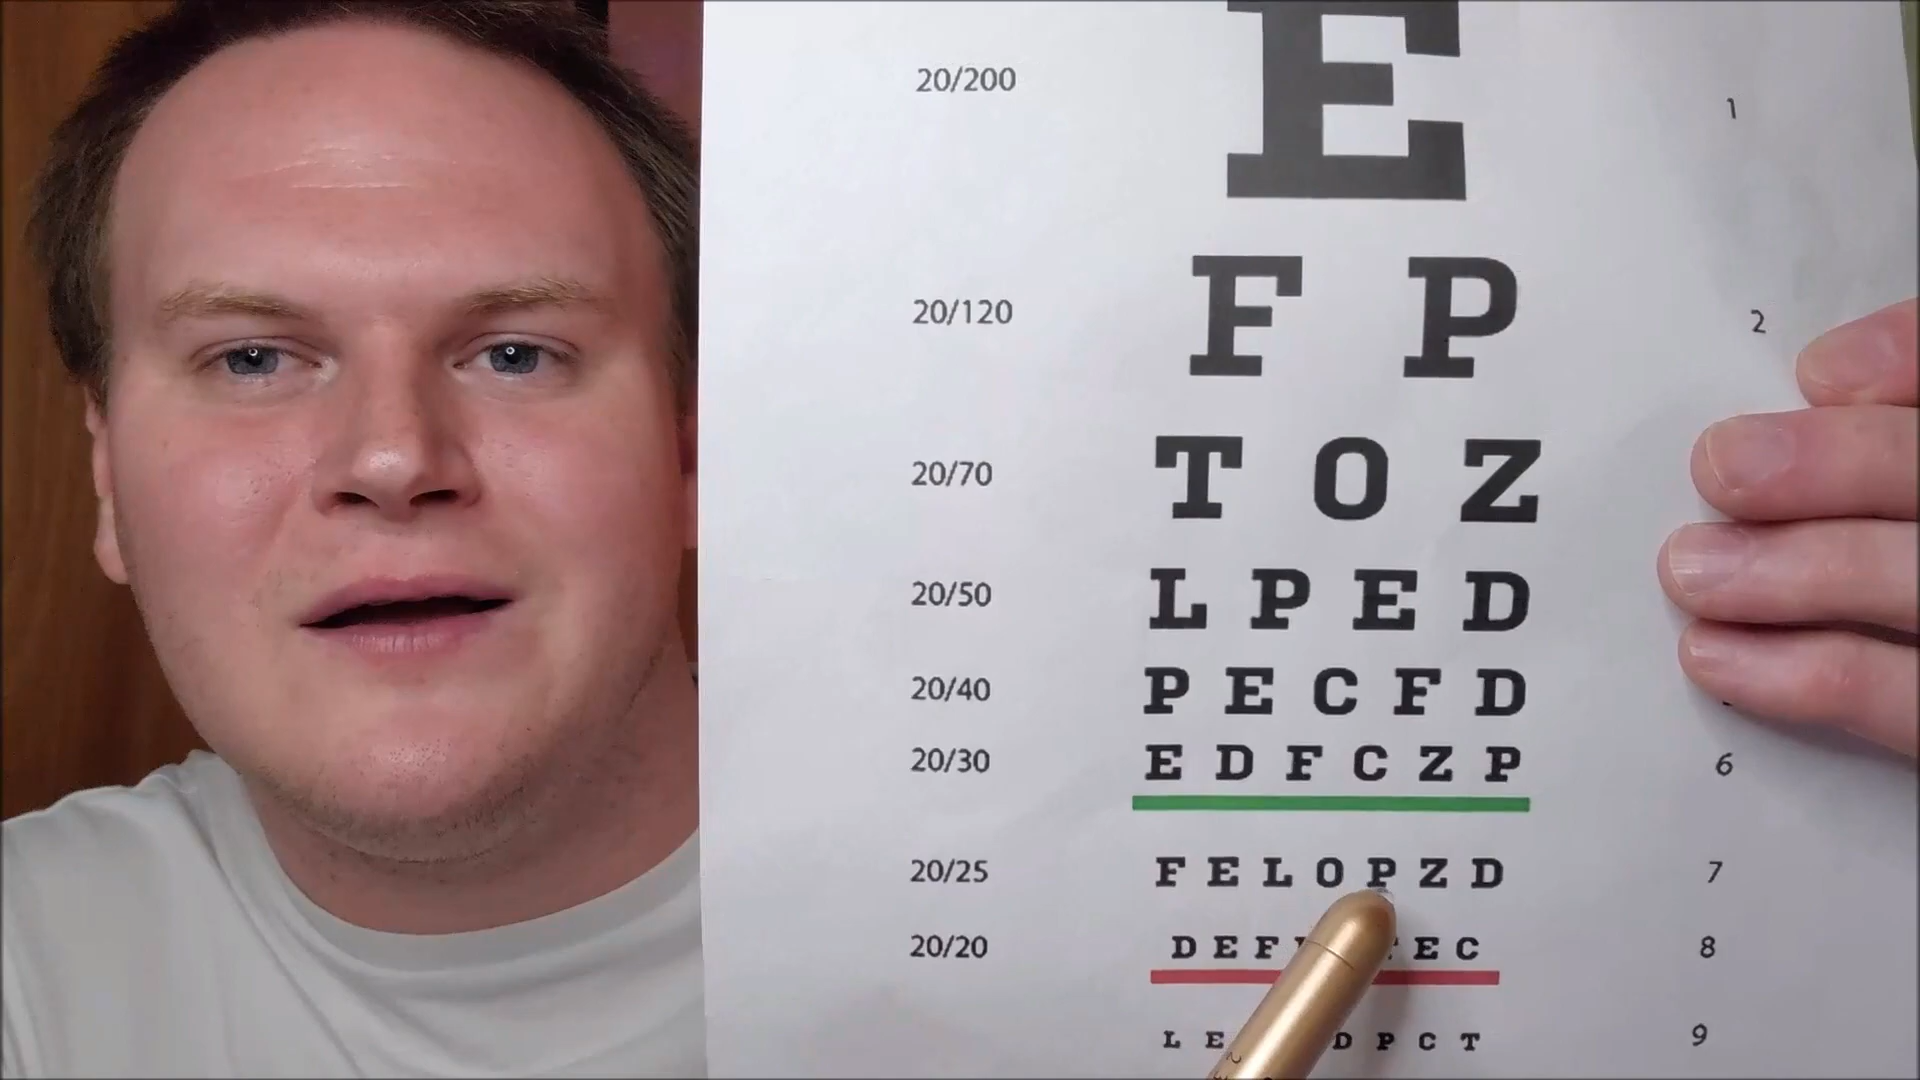 20/200 E 1
20/120 F P 2
20/70 T O Z
20/50 L P E D
20/40 P E C F D
20/30 E D F C Z P 6
20/25 F E L O P Z D 7
20/20 D E F E C 8
L E D P C T 9